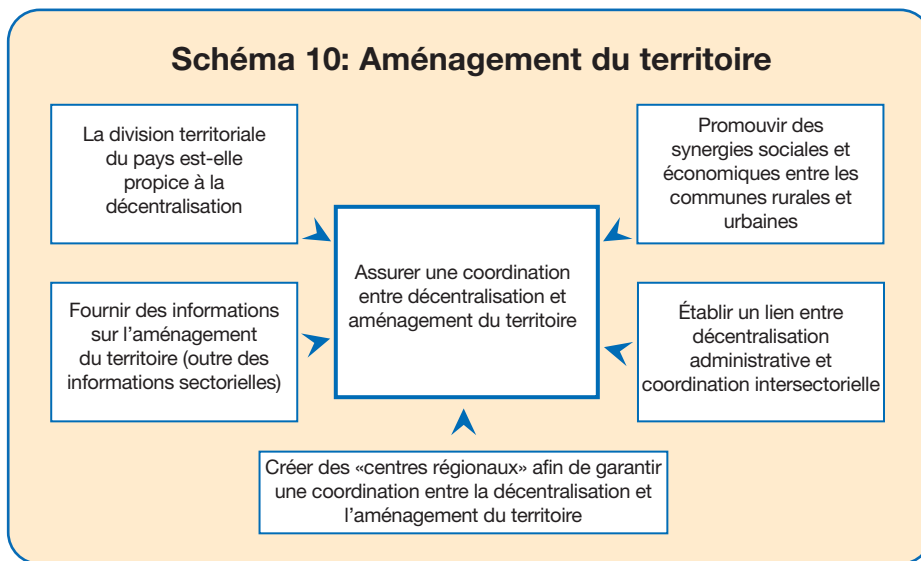 Schéma 10: Aménagement du territoire
La division territoriale
du pays est-elle
propice à la
décentralisation
Promouvoir des
synergies sociales et
économiques entre les
communes rurales et
urbaines
Assurer une coordination
entre décentralisation et
aménagement du territoire
Fournir des informations
sur l'aménagement
du territoire (outre des
informations sectorielles)
Établir un lien entre
décentralisation
administrative et
coordination intersectorielle
Créer des «centres régionaux» afin de garantir
une coordination entre la décentralisation et
l'aménagement du territoire